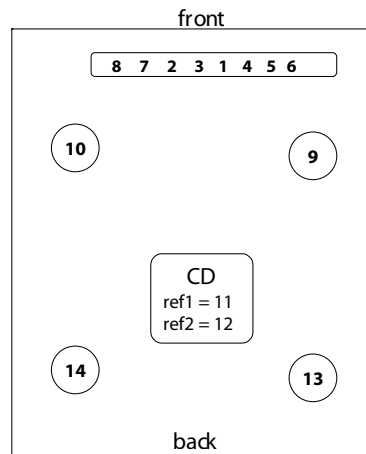 front
8 7 2 3 1 4 5 6
10 9
CD
ref1 = 11
ref2 = 12
14 13
back